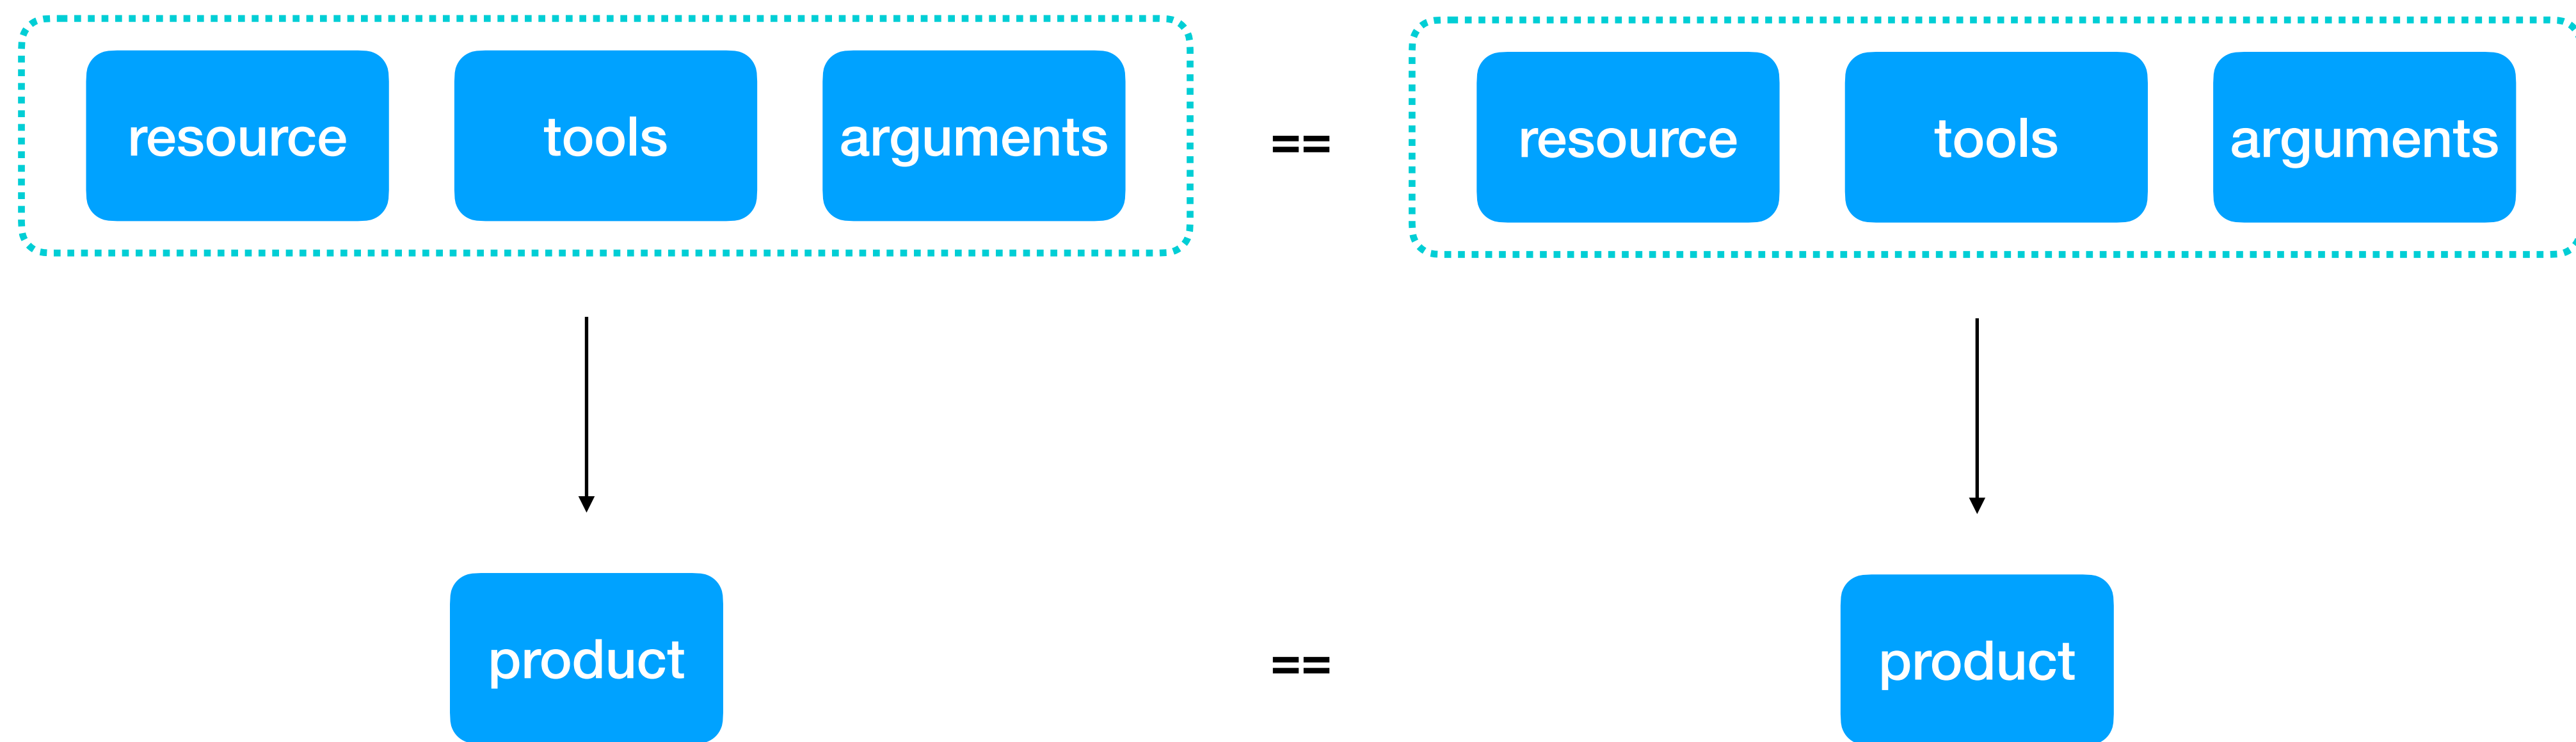 resource tools arguments == resource tools arguments
product == product